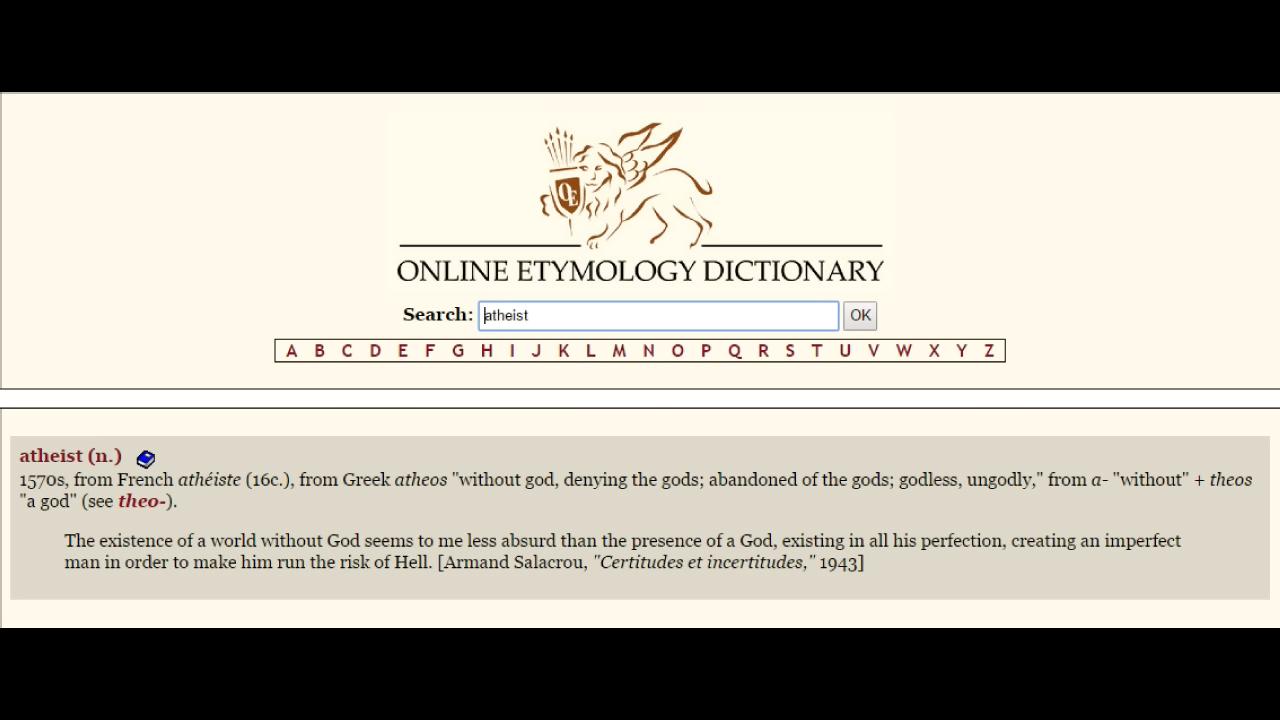 OE
ONLINE ETYMOLOGY DICTIONARY
Search: atheist OK
A B C D E F G H I J K L M N O P Q R S T U V W X Y Z
atheist (n.)
1570s, from French athéiste (16c.), from Greek atheos "without god, denying the gods; abandoned of the gods; godless, ungodly," from a- "without" + theos
"a god" (see theo-).
The existence of a world without God seems to me less absurd than the presence of a God, existing in all his perfection, creating an imperfect
man in order to make him run the risk of Hell. [Armand Salacrou, "Certitudes et incertitudes," 1943]